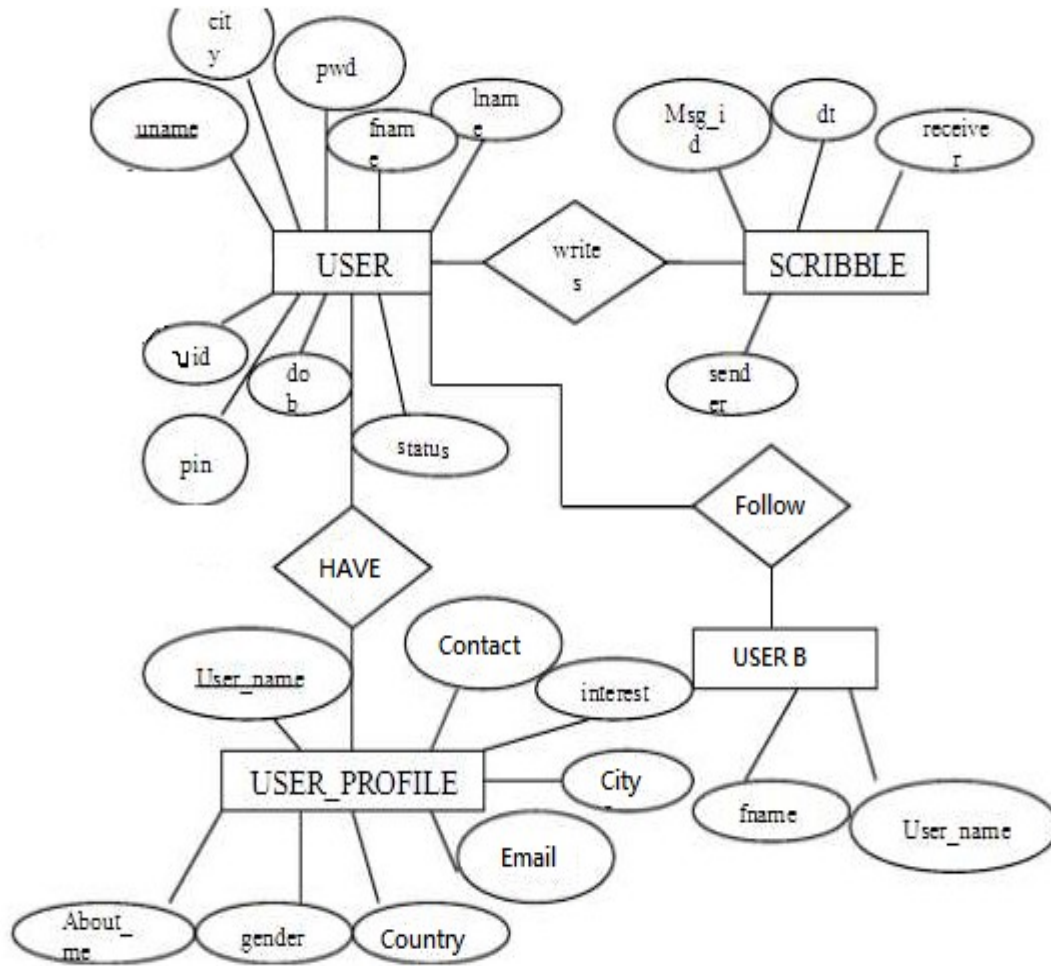 cit
y
pwd
lnam
e
uname
fnam
e
Msg_i
d
dt
receive
r
USER
write
s
SCRIBBLE
uid
do
b
send
er
pin
status
Follow
HAVE
Contact
USER B
User_name
interest
USER_PROFILE
City
fname
User_name
Email
About_
me
gender
Country